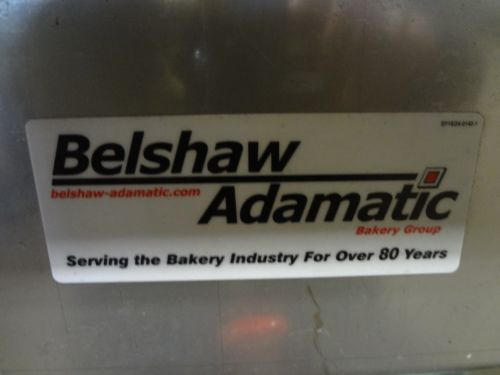 Belshaw
belshaw-adamatic.com
Adamatic
Bakery Group
Serving the Bakery Industry For Over 80 Years